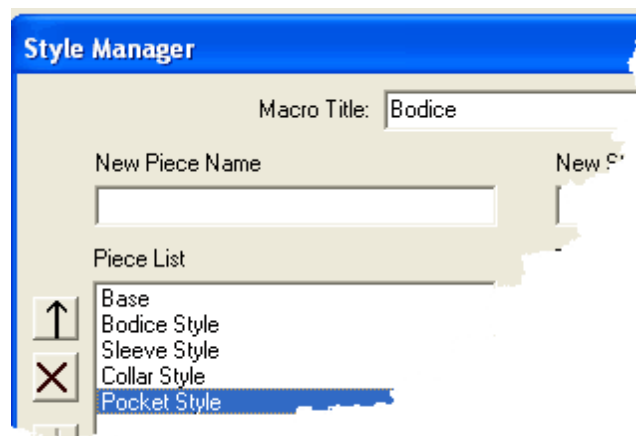 Style Manager
Macro Title: Bodice
New Piece Name New
Piece List
Base
Bodice Style
Sleeve Style
Collar Style
Pocket Style